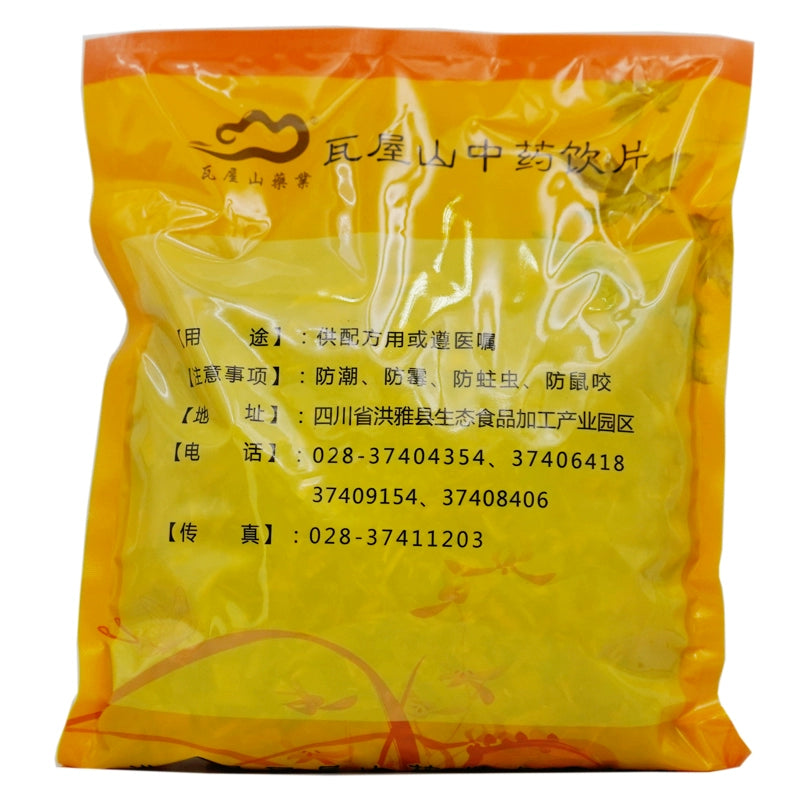 瓦屋山中药饮片
瓦屋山藥業
【用 途】：供配方用或遵医嘱
【注意事项】：防潮、防霉、防蛀虫、防鼠咬
【地 址】：四川省洪雅县生态食品加工产业园区
【电 话】：028-37404354、37406418
37409154、37408406
【传 真】：028-37411203